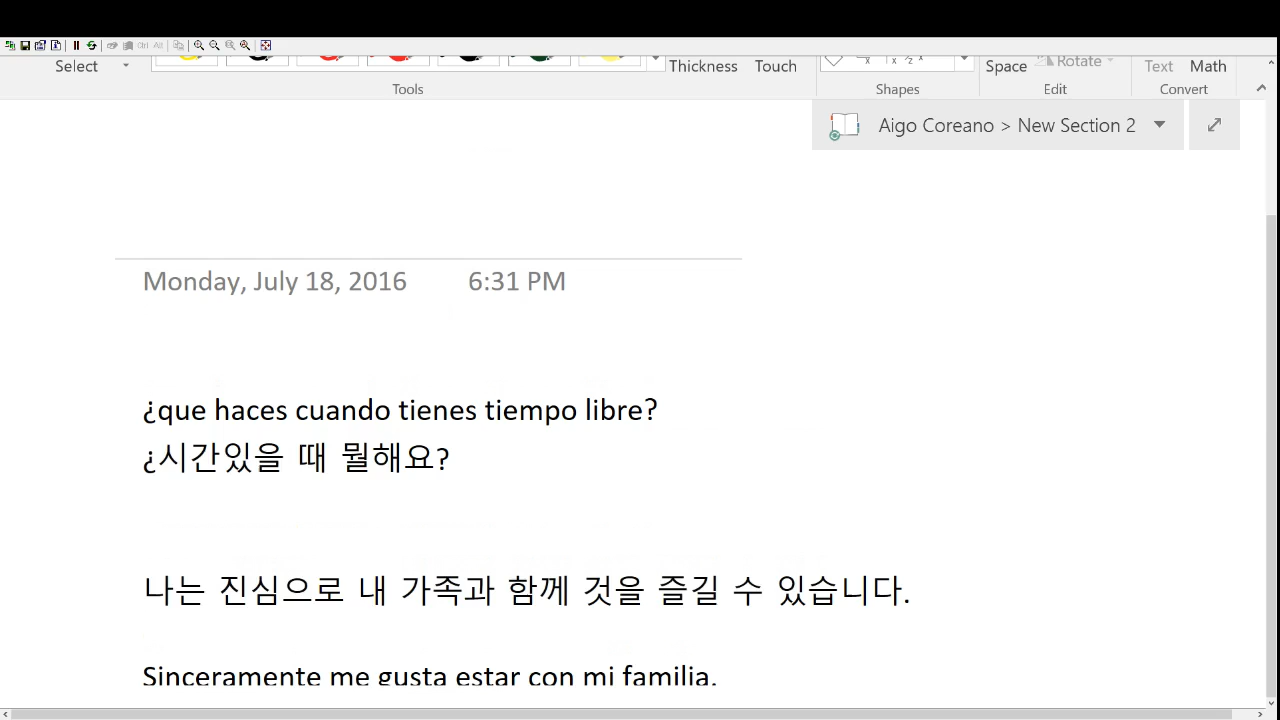 Ctrl Alt
Select
Thickness
Touch
Space
Rotate
Text
Math
Tools
Shapes
Edit
Convert
Aigo Coreano > New Section 2
Monday, July 18, 2016 6:31 PM
¿que haces cuando tienes tiempo libre?
¿시간있을 때 뭘해요?
나는 진심으로 내 가족과 함께 것을 즐길 수 있습니다.
Sinceramente me gusta estar con mi familia.